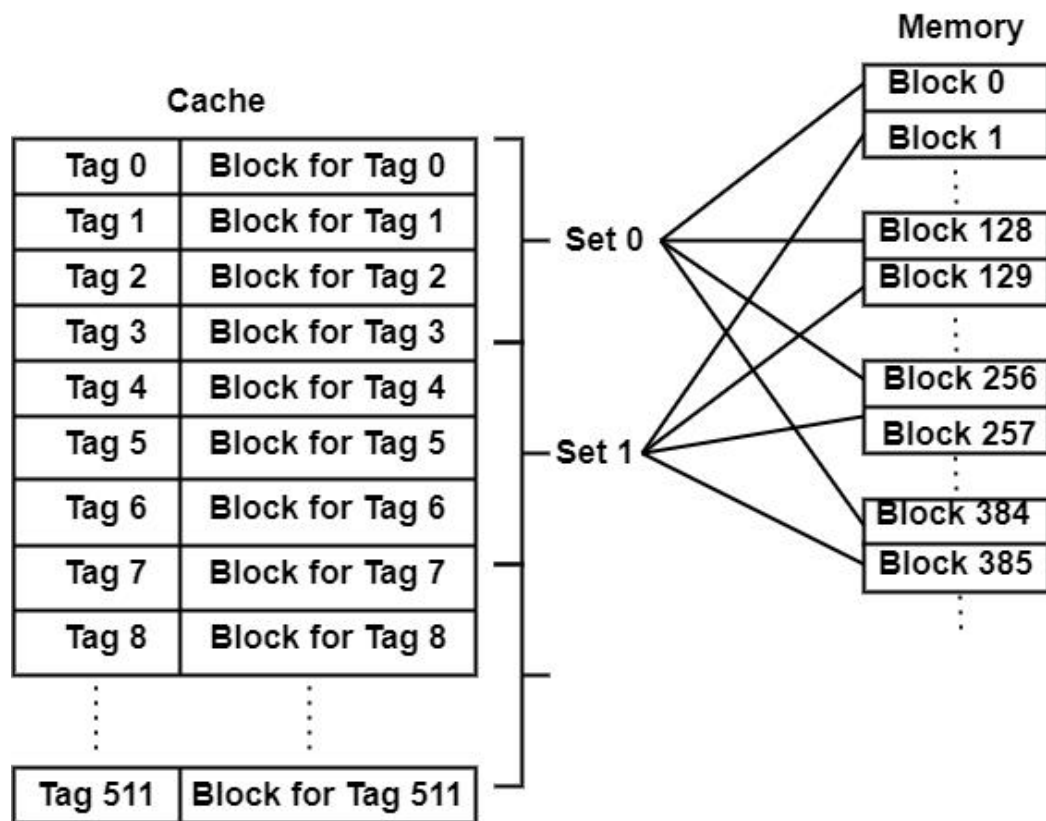 Cache
Tag 0 Block for Tag 0
Tag 1 Block for Tag 1
Tag 2 Block for Tag 2
Tag 3 Block for Tag 3
Tag 4 Block for Tag 4
Tag 5 Block for Tag 5
Tag 6 Block for Tag 6
Tag 7 Block for Tag 7
Tag 8 Block for Tag 8
Tag 511 Block for Tag 511
Set 0
Set 1
Memory
Block 0
Block 1
Block 128
Block 129
Block 256
Block 257
Block 384
Block 385